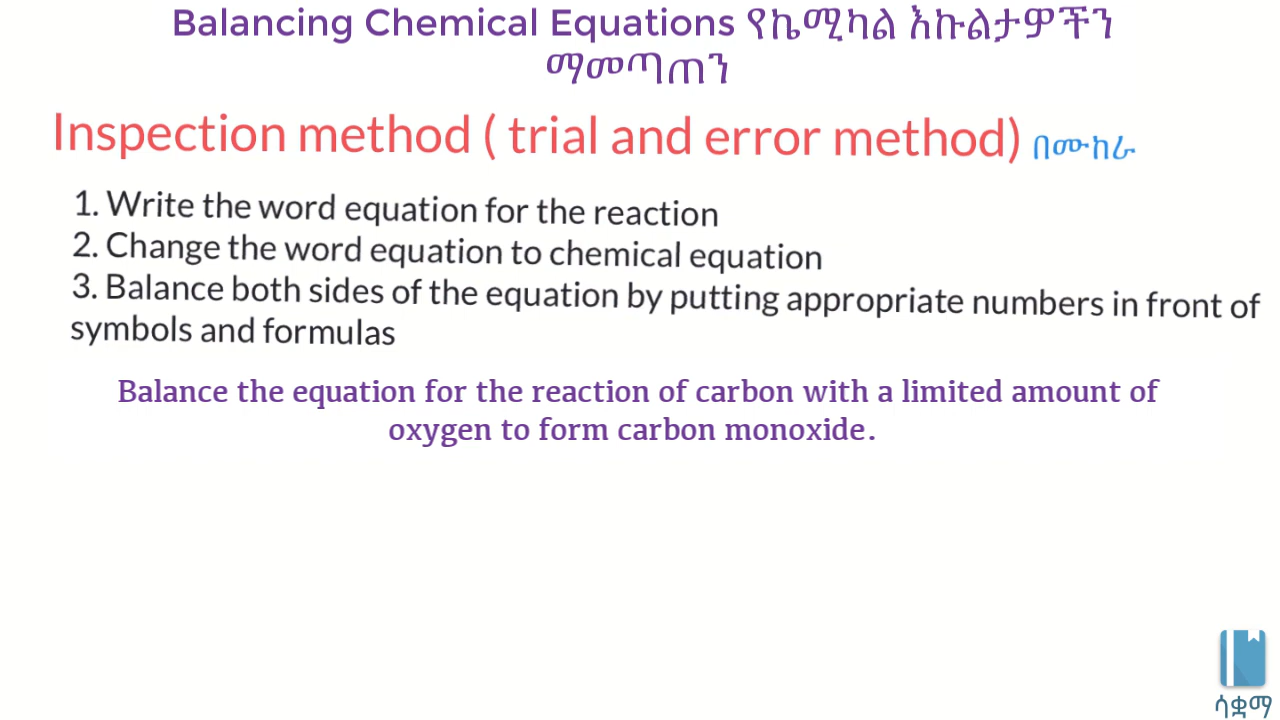 Balancing Chemical Equations የኬሚካል እኩልታዎችን
ማመጣጠን
Inspection method ( trial and error method) በሙከራ
1. Write the word equation for the reaction
2. Change the word equation to chemical equation
3. Balance both sides of the equation by putting appropriate numbers in front of
symbols and formulas
Balance the equation for the reaction of carbon with a limited amount of
oxygen to form carbon monoxide.
ሳቋማ